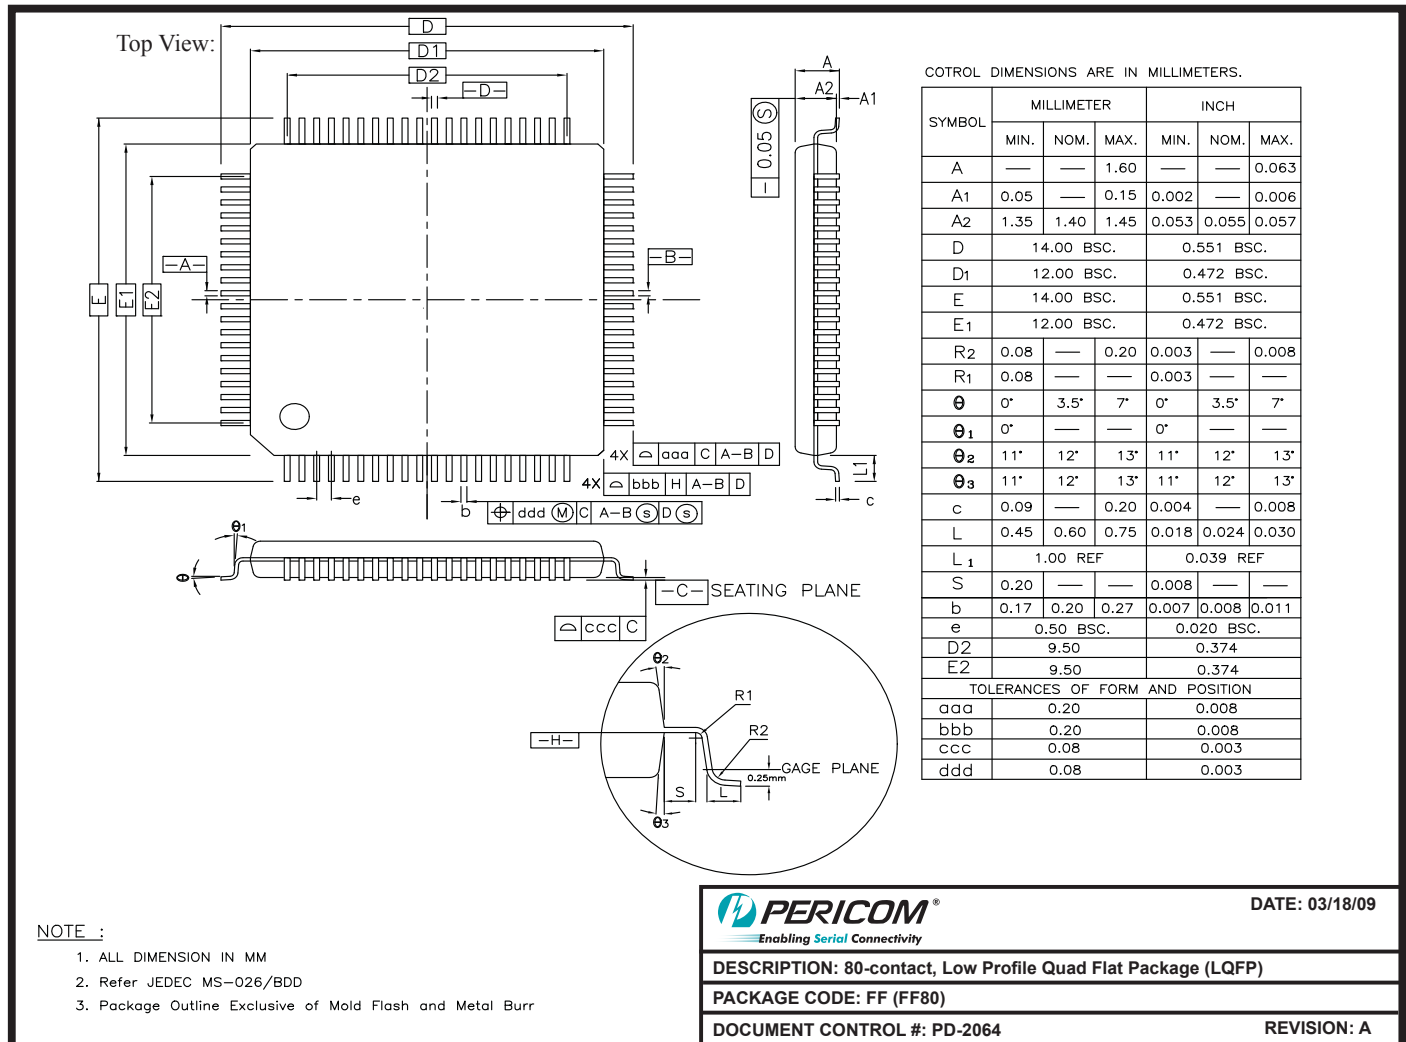 Top View:
D
D1
D2
-D-
E
E1
E2
-A-
-B-
4X ⌓ aaa C A-B D
4X ⌓ bbb H A-B D
e
b
⌖ ddd Ⓜ C A-B ⓢ D ⓢ
A
A2
A1
— 0.05 Ⓢ
L1
c
θ1
θ
-C- SEATING PLANE
⌓ ccc C
θ2
R1
R2
-H-
GAGE PLANE
0.25mm
S
L
θ3
COTROL DIMENSIONS ARE IN MILLIMETERS.
SYMBOL MILLIMETER INCH
MIN. NOM. MAX. MIN. NOM. MAX.
A — — 1.60 — — 0.063
A1 0.05 — 0.15 0.002 — 0.006
A2 1.35 1.40 1.45 0.053 0.055 0.057
D 14.00 BSC. 0.551 BSC.
D1 12.00 BSC. 0.472 BSC.
E 14.00 BSC. 0.551 BSC.
E1 12.00 BSC. 0.472 BSC.
R2 0.08 — 0.20 0.003 — 0.008
R1 0.08 — — 0.003 — —
θ 0° 3.5° 7° 0° 3.5° 7°
θ1 0° — — 0° — —
θ2 11° 12° 13° 11° 12° 13°
θ3 11° 12° 13° 11° 12° 13°
c 0.09 — 0.20 0.004 — 0.008
L 0.45 0.60 0.75 0.018 0.024 0.030
L1 1.00 REF 0.039 REF
S 0.20 — — 0.008 — —
b 0.17 0.20 0.27 0.007 0.008 0.011
e 0.50 BSC. 0.020 BSC.
D2 9.50 0.374
E2 9.50 0.374
TOLERANCES OF FORM AND POSITION
aaa 0.20 0.008
bbb 0.20 0.008
ccc 0.08 0.003
ddd 0.08 0.003
NOTE :
1. ALL DIMENSION IN MM
2. Refer JEDEC MS-026/BDD
3. Package Outline Exclusive of Mold Flash and Metal Burr
PERICOM®
Enabling Serial Connectivity
DATE: 03/18/09
DESCRIPTION: 80-contact, Low Profile Quad Flat Package (LQFP)
PACKAGE CODE: FF (FF80)
DOCUMENT CONTROL #: PD-2064
REVISION: A